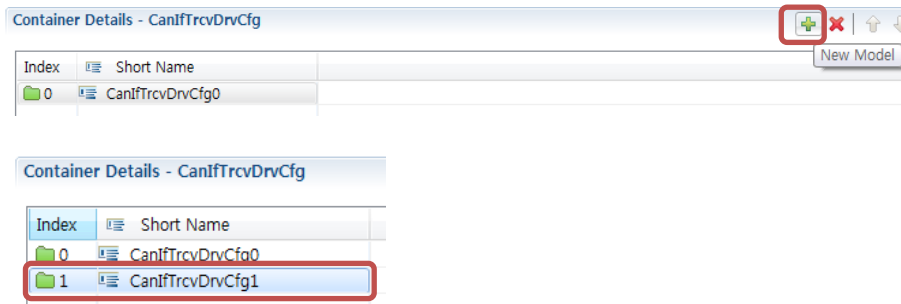 Container Details - CanIfTrcvDrvCfg
New Model
Index Short Name
0 CanIfTrcvDrvCfg0
Container Details - CanIfTrcvDrvCfg
Index Short Name
0 CanIfTrcvDrvCfg0
1 CanIfTrcvDrvCfg1